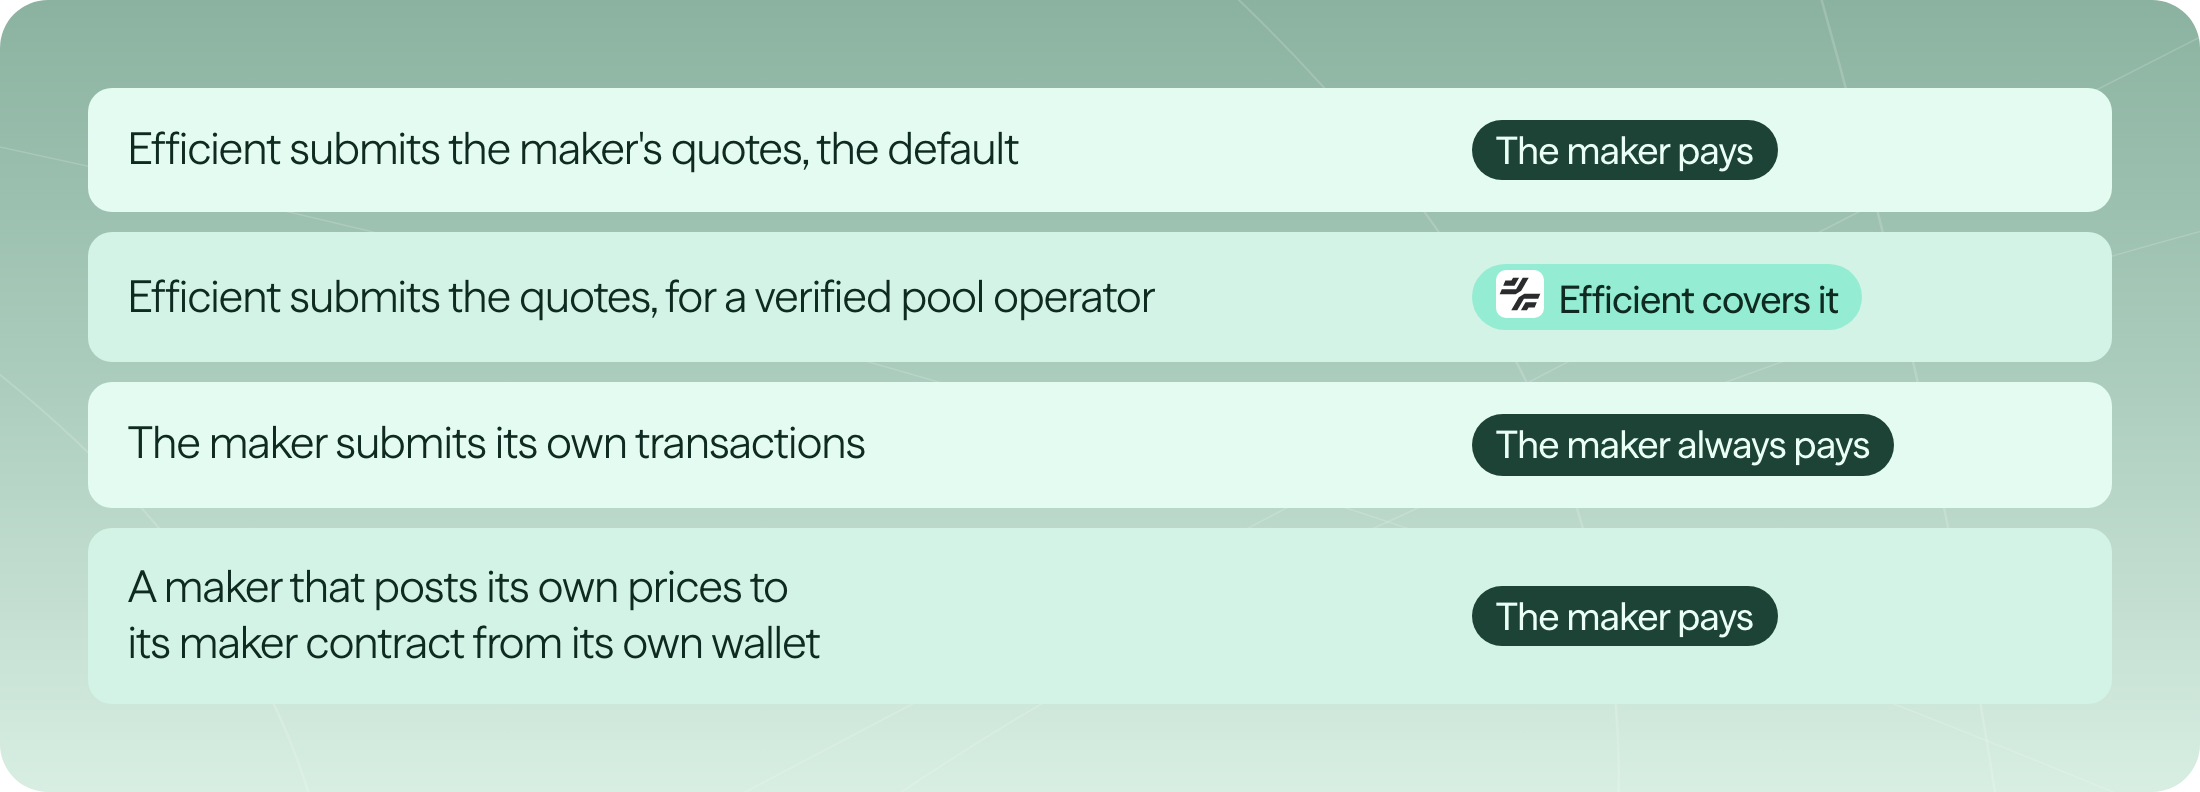 Efficient submits the maker's quotes, the default
The maker pays
Efficient submits the quotes, for a verified pool operator
Efficient covers it
The maker submits its own transactions
The maker always pays
A maker that posts its own prices to
its maker contract from its own wallet
The maker pays